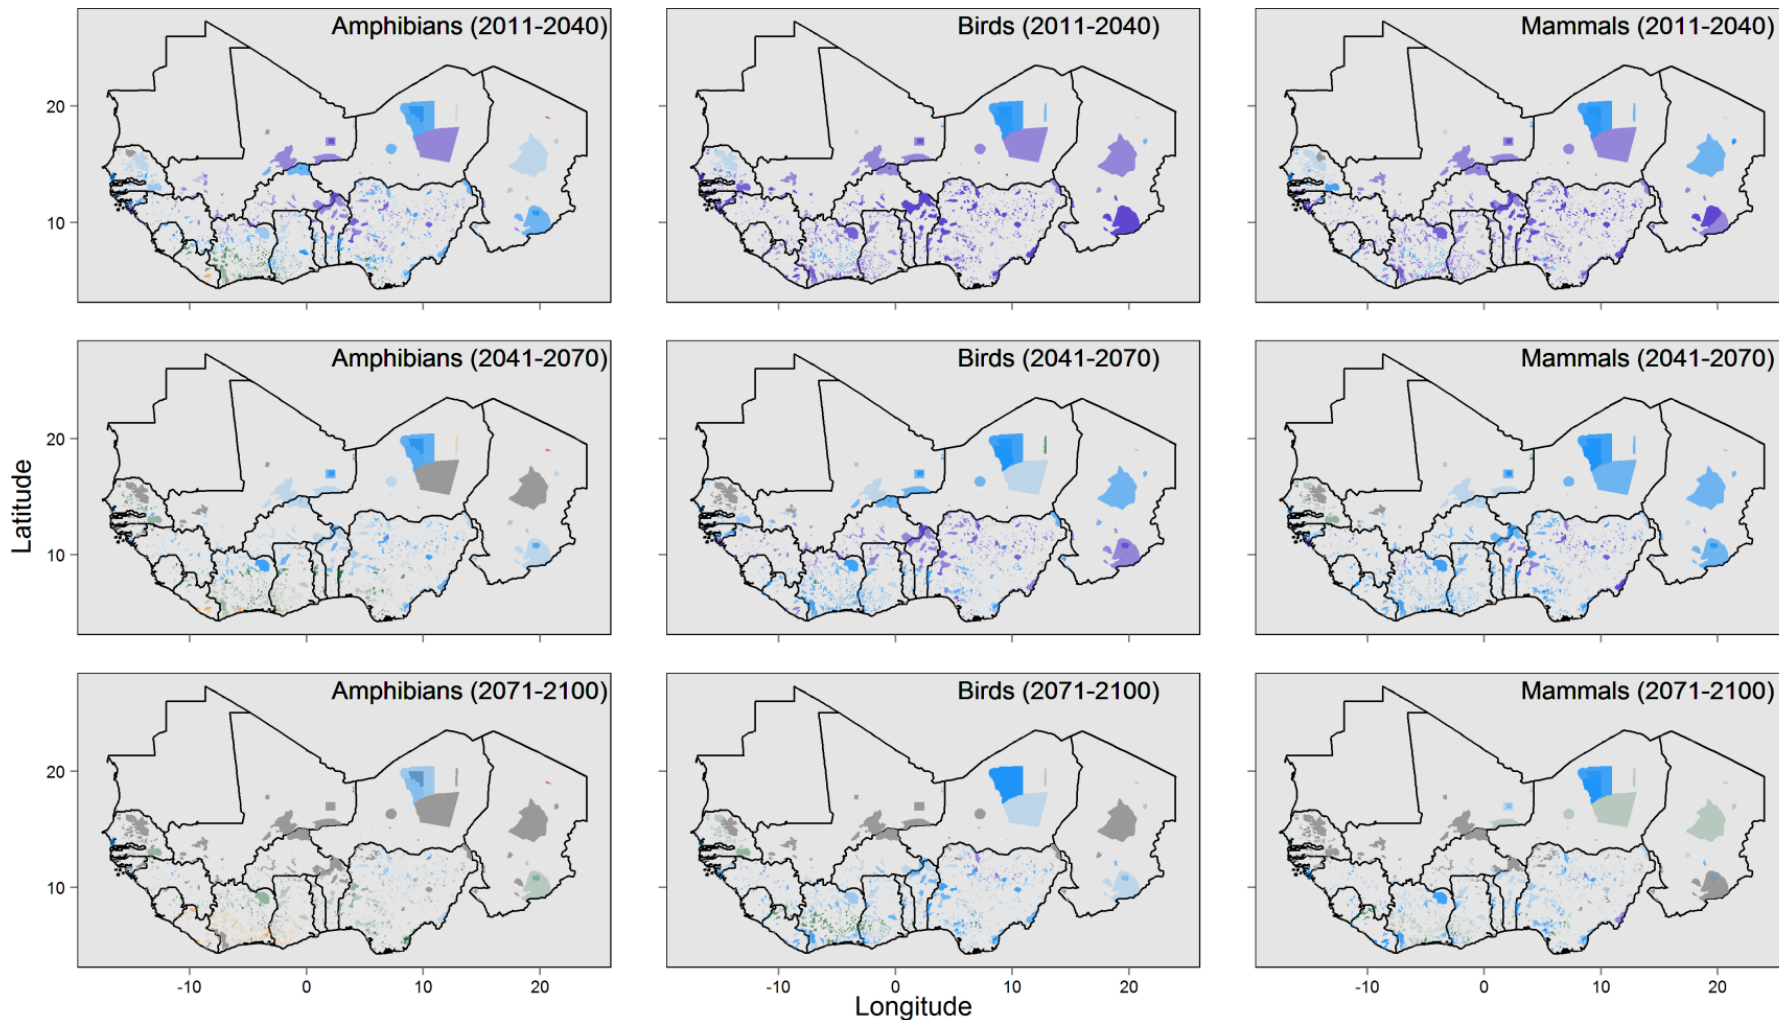 Amphibians (2011-2040)
Birds (2011-2040)
Mammals (2011-2040)
20
10
Amphibians (2041-2070)
Birds (2041-2070)
Mammals (2041-2070)
20
10
Latitude
Amphibians (2071-2100)
Birds (2071-2100)
Mammals (2071-2100)
20
10
-10 0 10 20 -10 0 10 20 -10 0 10 20
Longitude